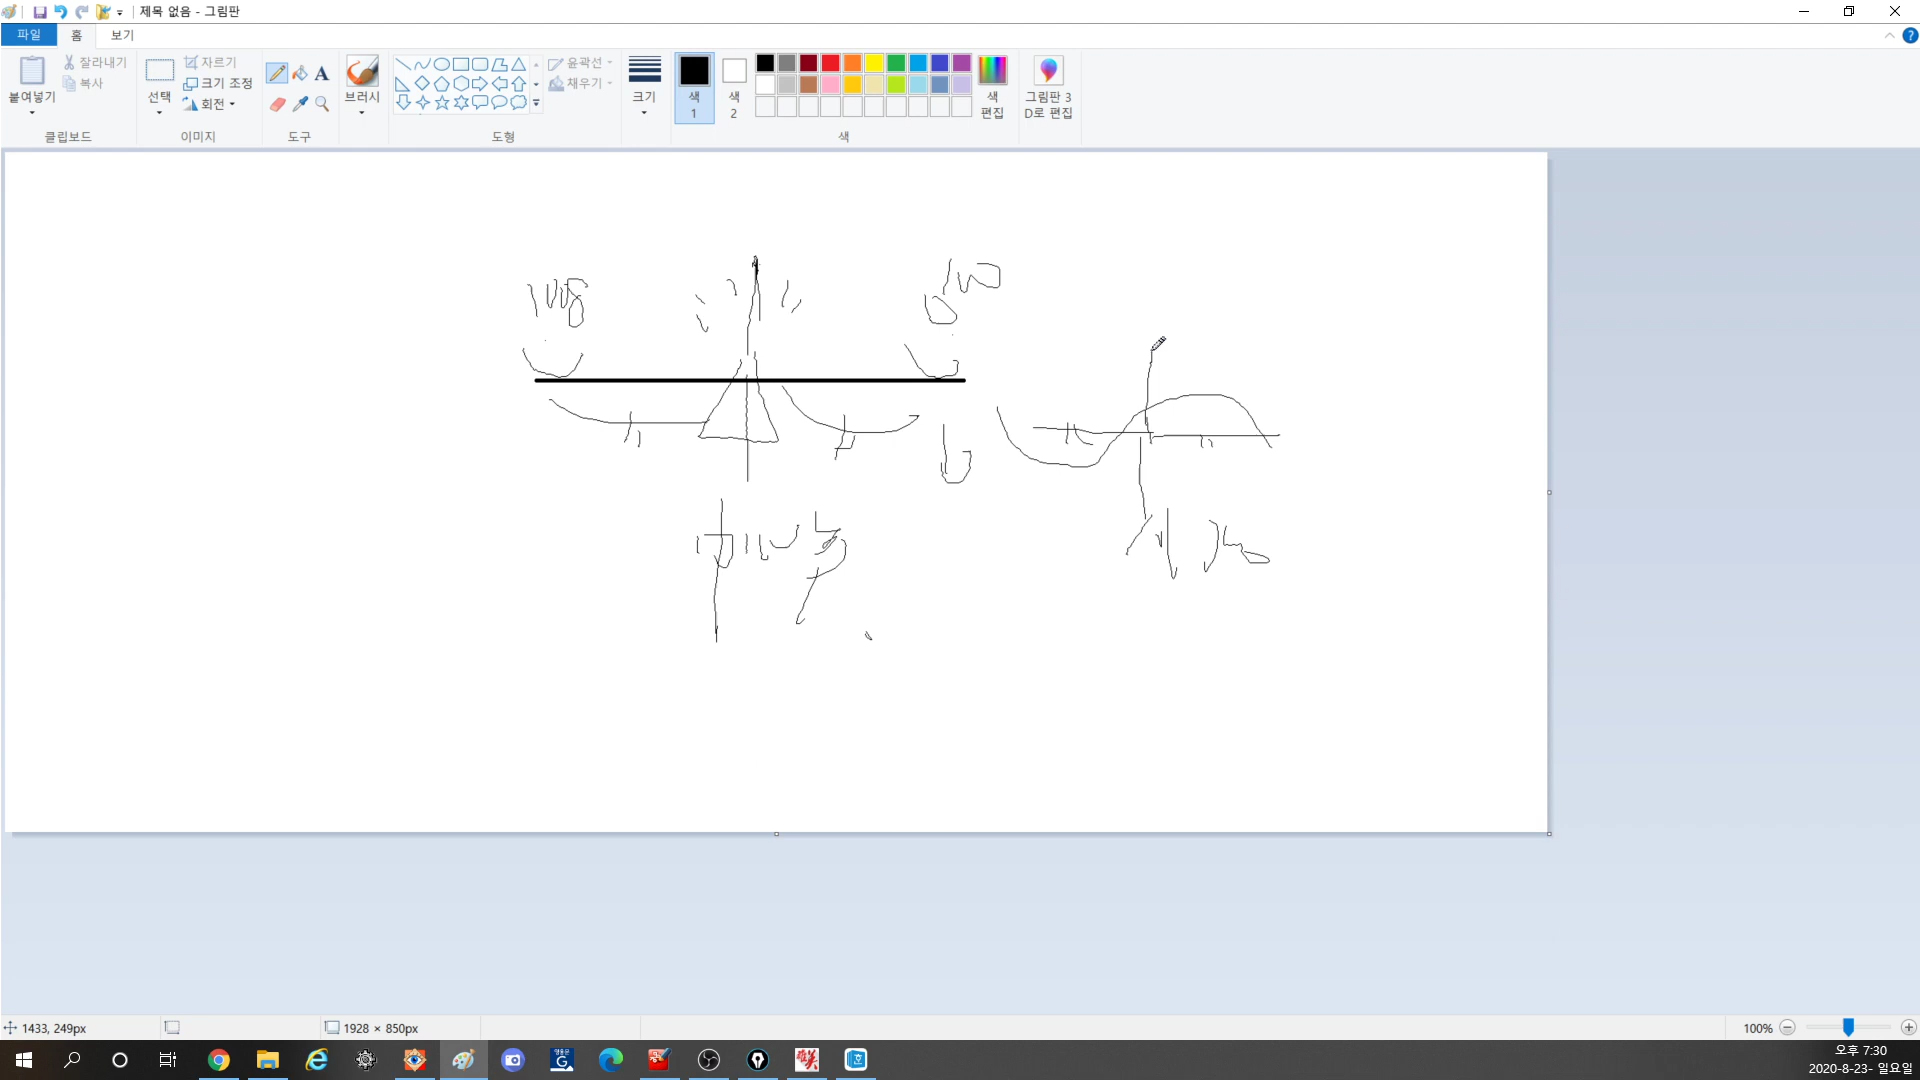 제목 없음 - 그림판
파일 홈 보기
붙여넣기
잘라내기
복사
클립보드
선택
자르기
크기 조정
회전
이미지
A
도구
브러시
윤곽선
채우기
도형
크기
색
1
색
2
색
편집
색
그림판 3
D로 편집
1433, 249px
1928 × 850px
100%
오후 7:30
2020-8-23- 일요일